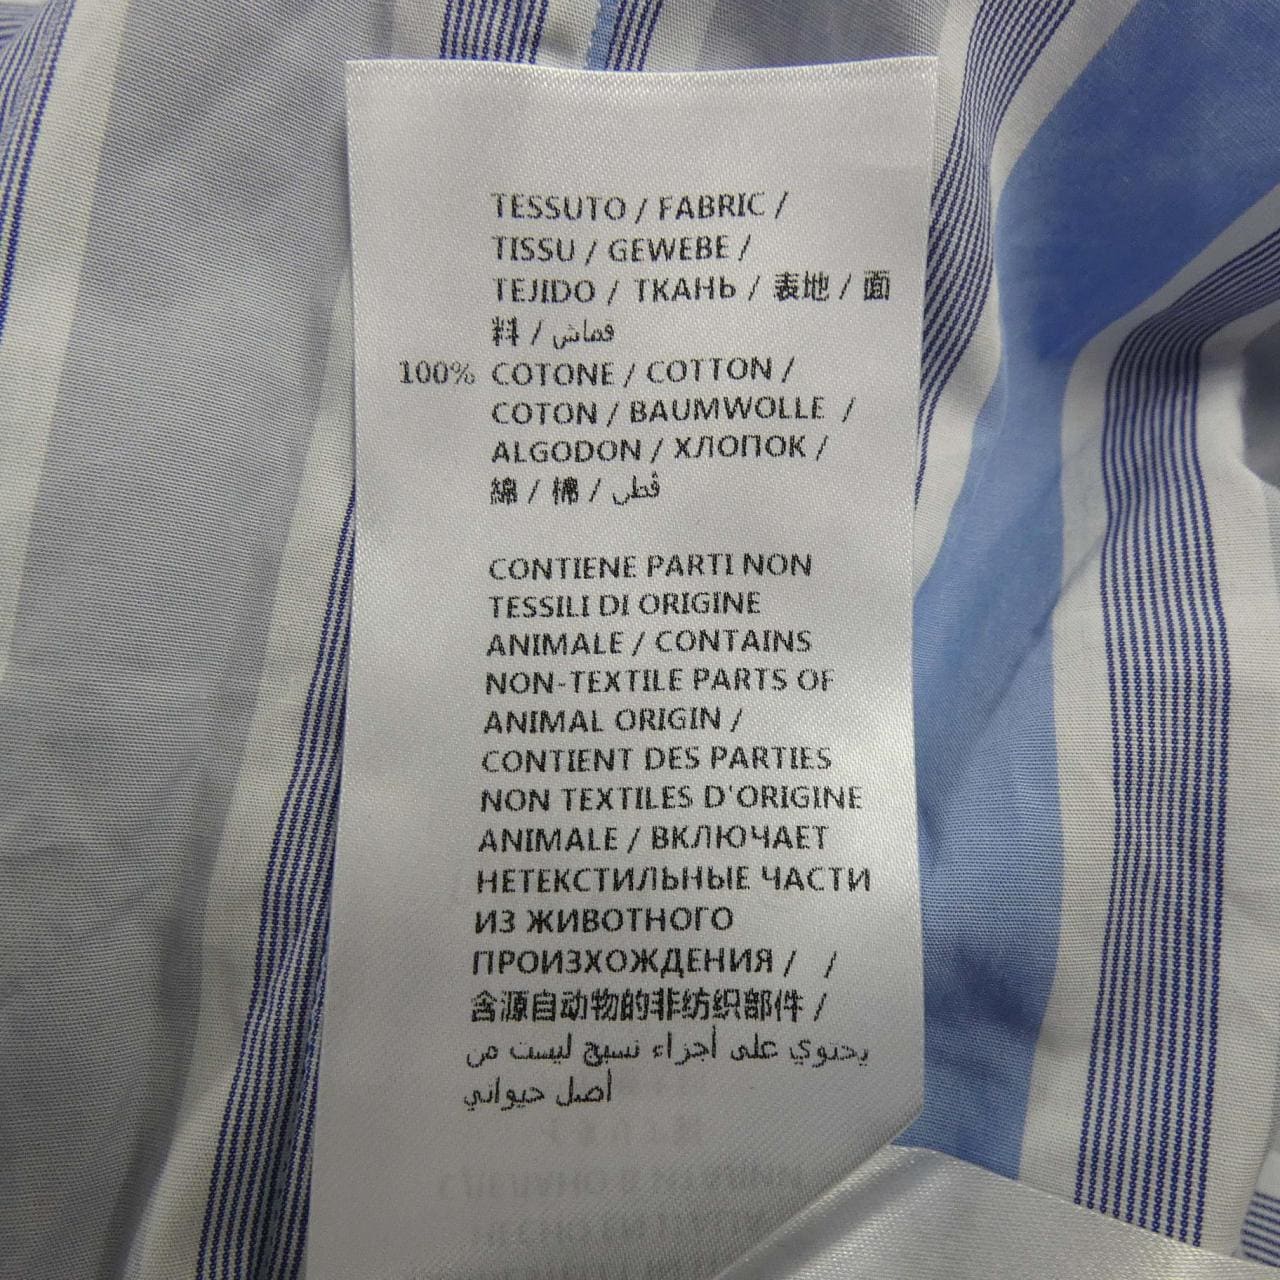 TESSUTO / FABRIC /
TISSU / GEWEBE /
TEJIDO / ТКАНЬ / 表地 / 面
料 / قماش
100% COTONE / COTTON /
COTON / BAUMWOLLE /
ALGODON / ХЛОПОК /
綿 / 棉 / قطن
CONTIENE PARTI NON
TESSILI DI ORIGINE
ANIMALE / CONTAINS
NON-TEXTILE PARTS OF
ANIMAL ORIGIN /
CONTIENT DES PARTIES
NON TEXTILES D'ORIGINE
ANIMALE / ВКЛЮЧАЕТ
НЕТЕКСТИЛЬНЫЕ ЧАСТИ
ИЗ ЖИВОТНОГО
ПРОИЗХОЖДЕНИЯ / /
含源自动物的非纺织部件 /
يحتوي على أجزاء نسيج ليست من
أصل حيواني